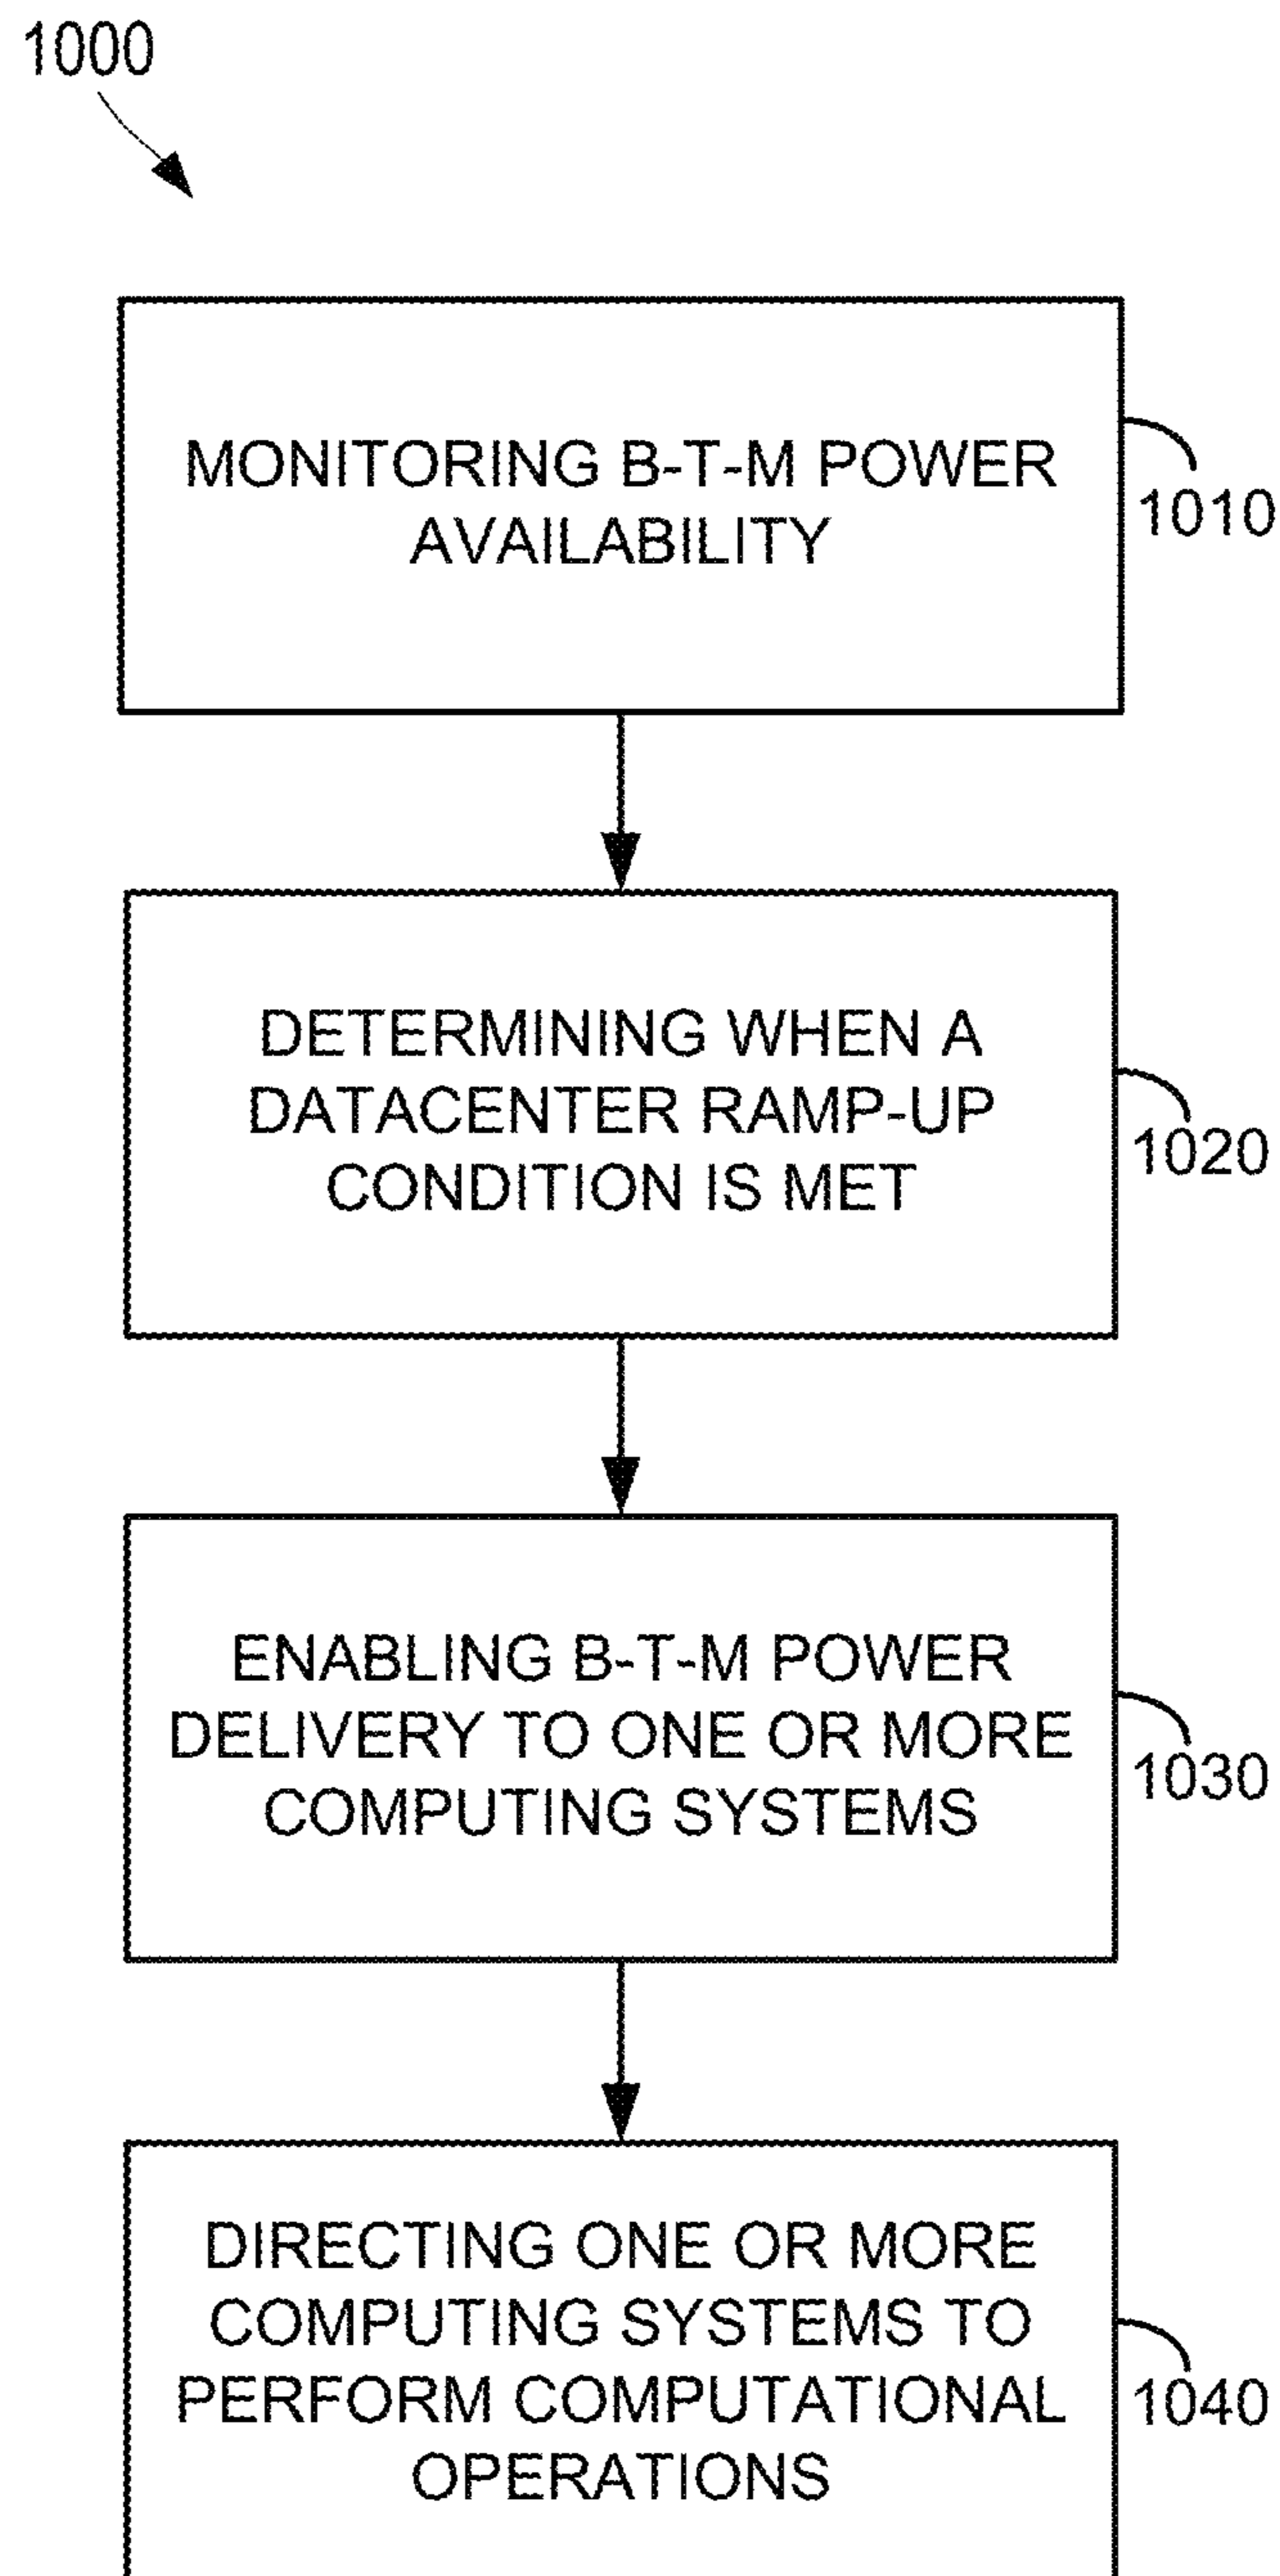 1000
MONITORING B-T-M POWER
AVAILABILITY
1010
DETERMINING WHEN A
DATACENTER RAMP-UP
CONDITION IS MET
1020
ENABLING B-T-M POWER
DELIVERY TO ONE OR MORE
COMPUTING SYSTEMS
1030
DIRECTING ONE OR MORE
COMPUTING SYSTEMS TO
PERFORM COMPUTATIONAL
OPERATIONS
1040